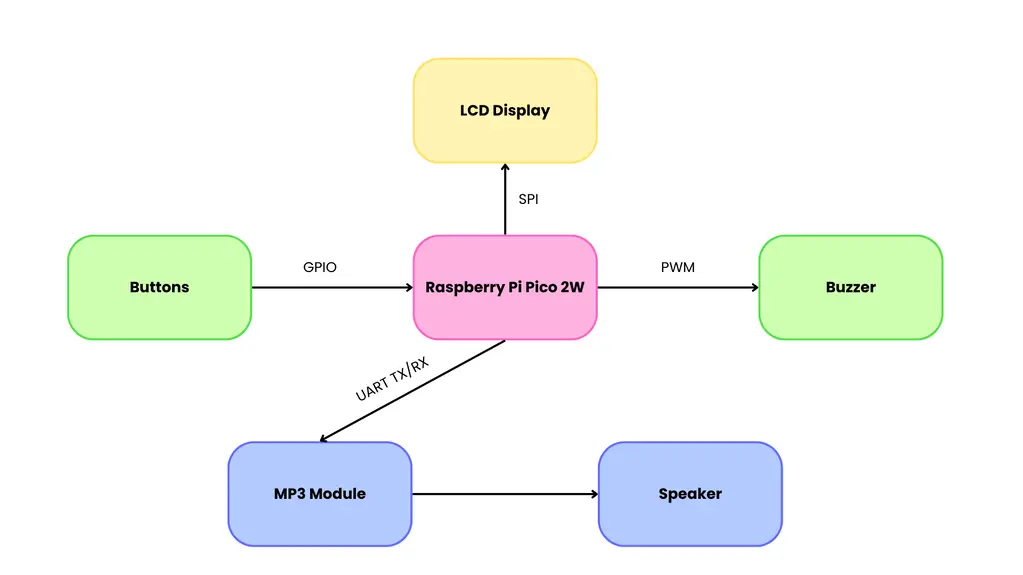 LCD Display
SPI
GPIO
PWM
Buttons
Raspberry Pi Pico 2W
Buzzer
UART TX/RX
MP3 Module
Speaker